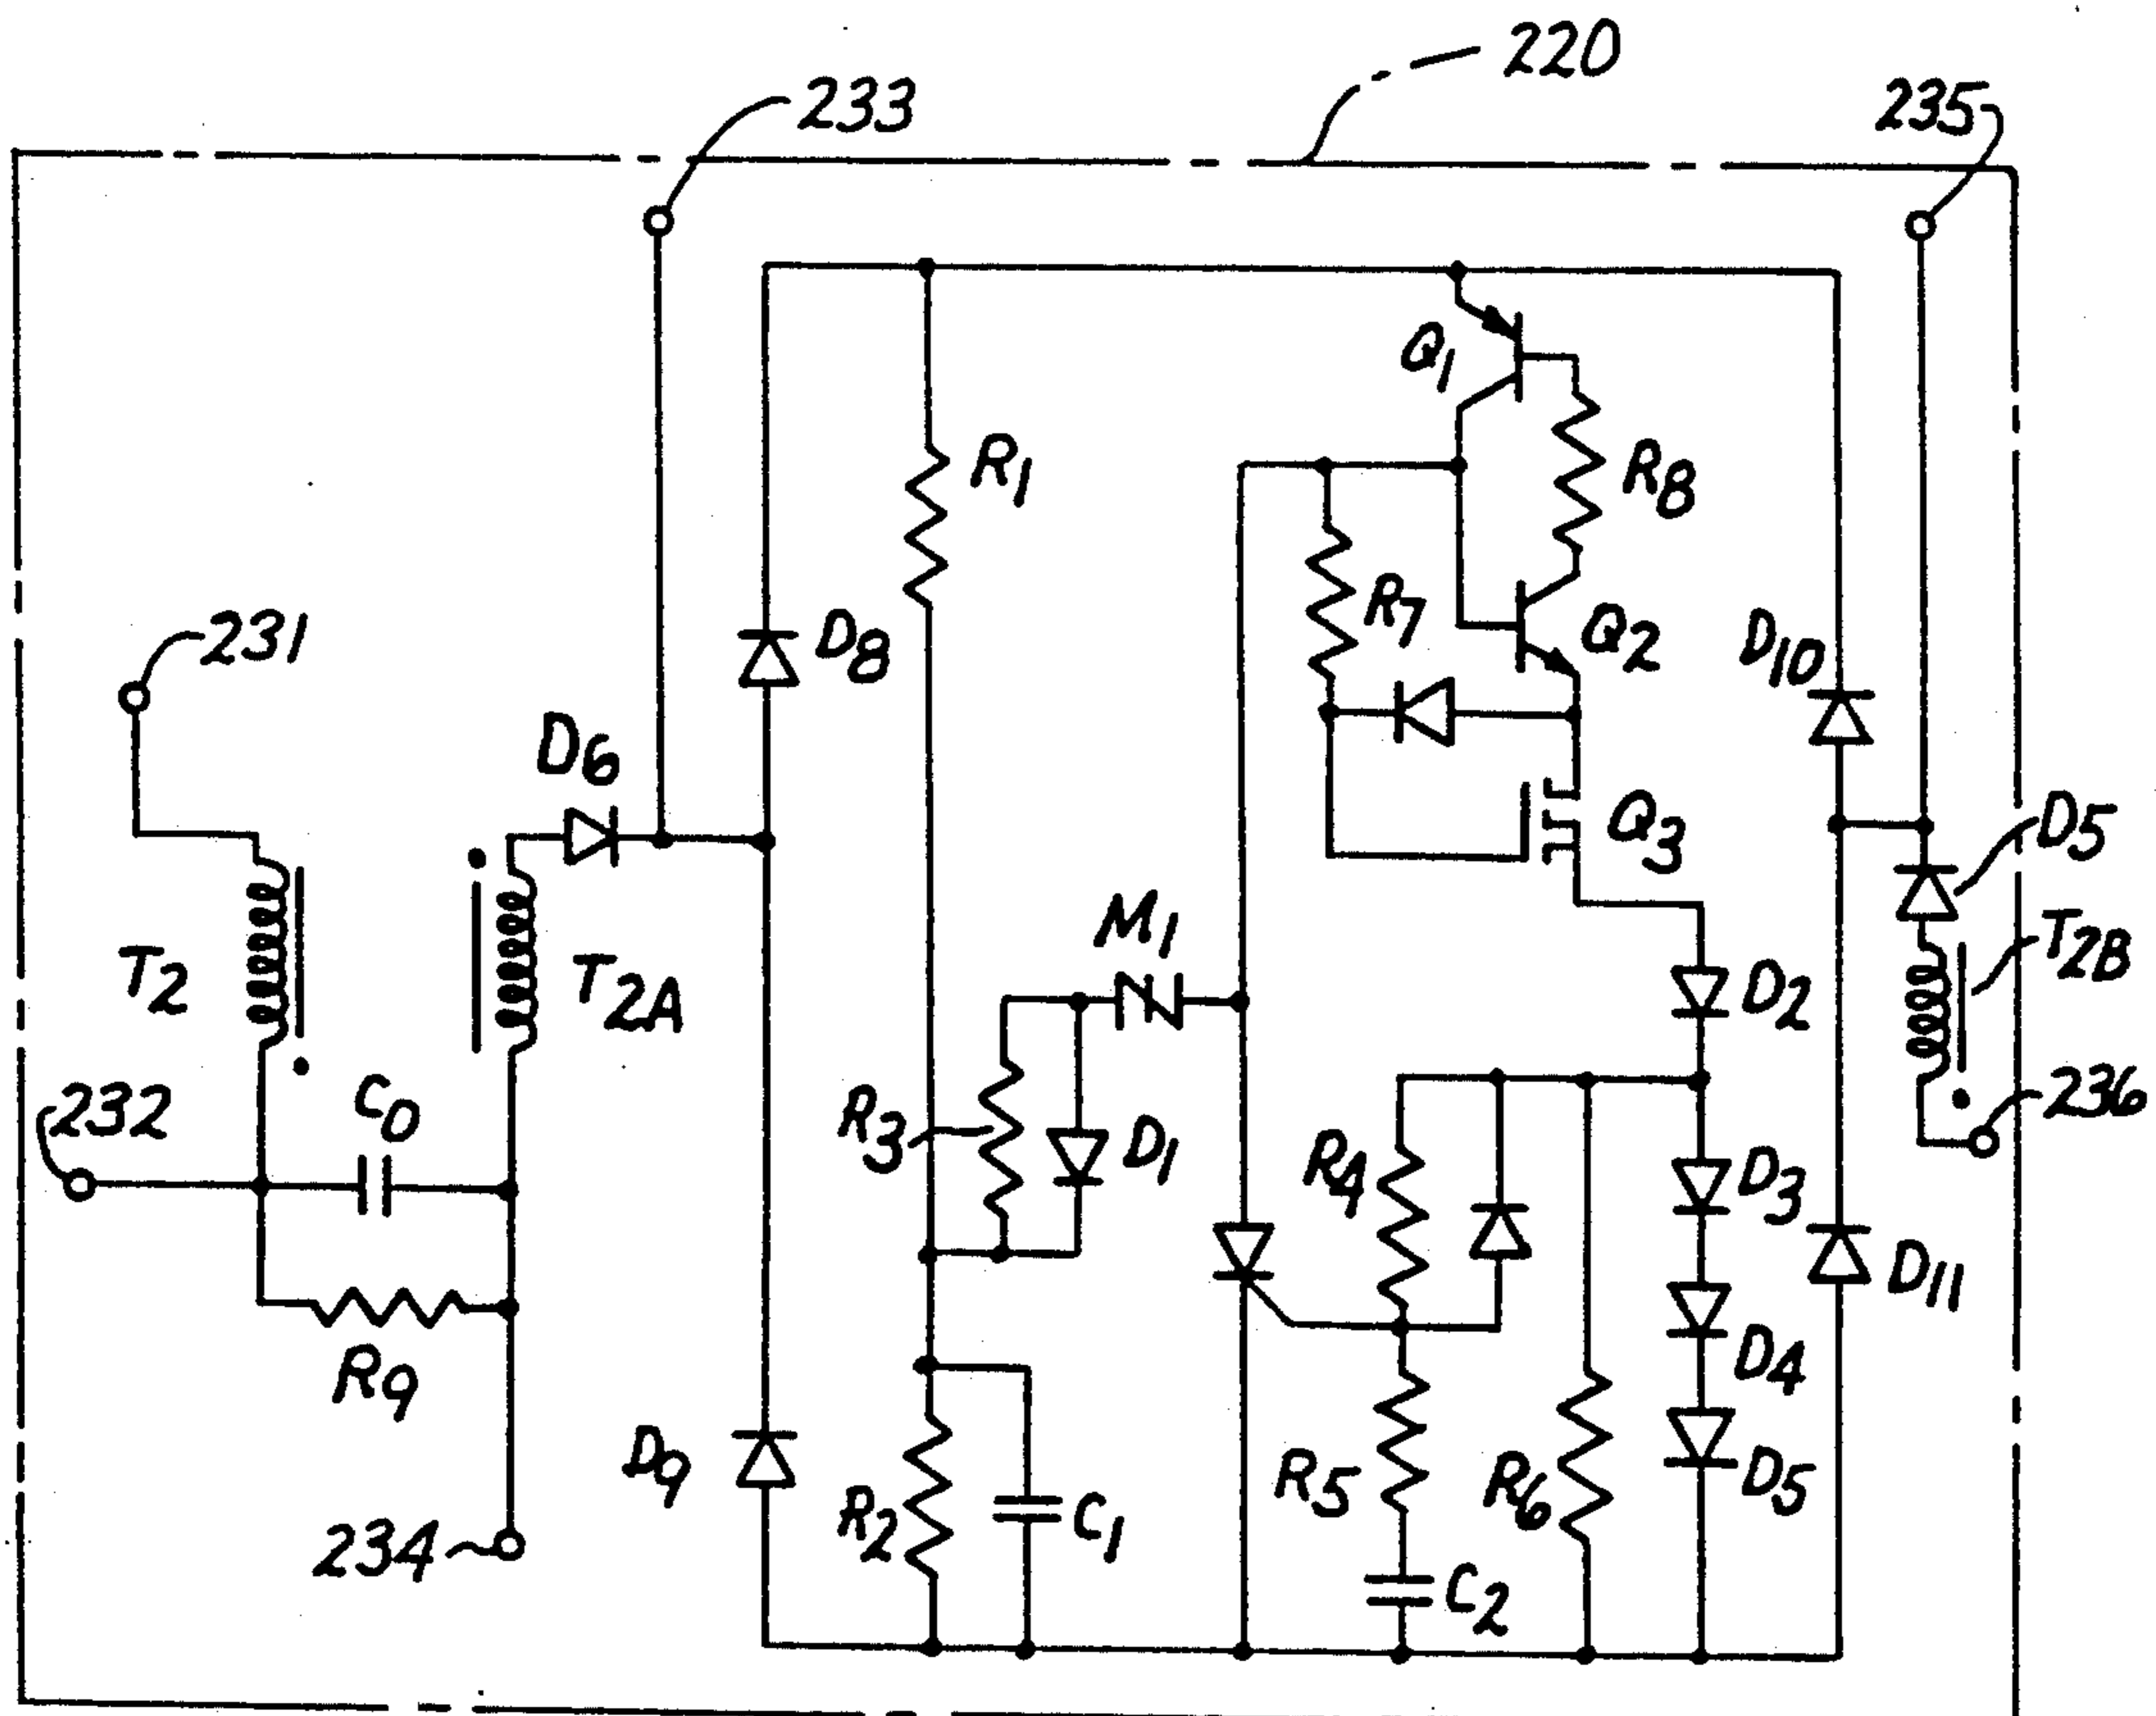 220
233
235
Q1
R1
R8
231
D8
R7
Q2
D10
D6
Q3
D5
M1
T2
T2A
D2
T2B
232
C0
R3
D1
R4
D3
236
D11
R9
D4
D9
R2
C1
R5
R6
D5
234
C2